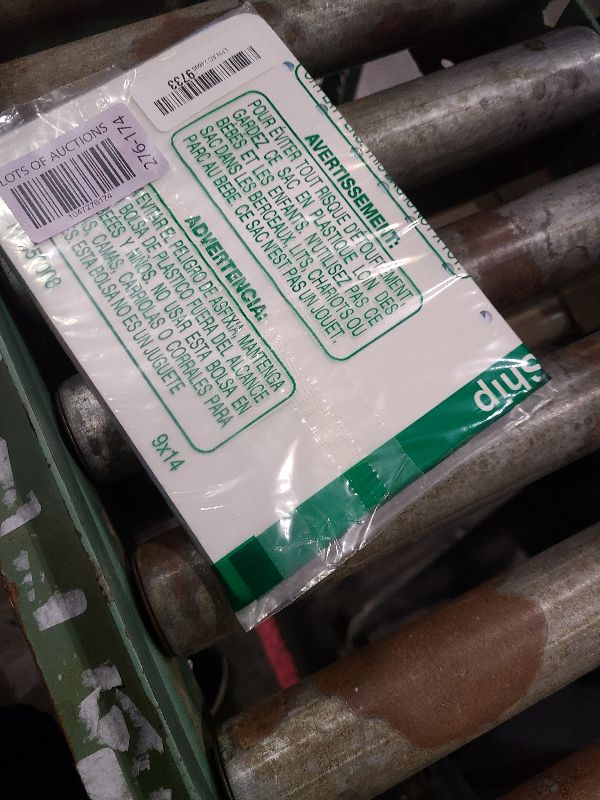 LPN
9733
LOTS OF AUCTIONS
276-174
1047276174
AVERTISSEMENT:
POUR ÉVITER TOUT RISQUE D'ÉTOUFFEMENT,
GARDEZ CE SAC EN PLASTIQUE LOIN DES
BÉBÉS ET LES ENFANTS. N'UTILISEZ PAS CE
SAC DANS LES BERCEAUX, LITS, CHARIOTS OU
PARC AU BÉBÉ. CE SAC N'EST PAS UN JOUET.
ADVERTENCIA:
EVITAR EL PELIGRO DE ASFIXIA, MANTENGA
BOLSA DE PLASTICO FUERA DEL ALCANCE
BEBES Y NIÑOS. NO USAR ESTA BOLSA EN
CAMAS, CARRIOLAS O CORRALES PARA
ESTA BOLSA NO ES UN JUGUETE
9x14
Ship